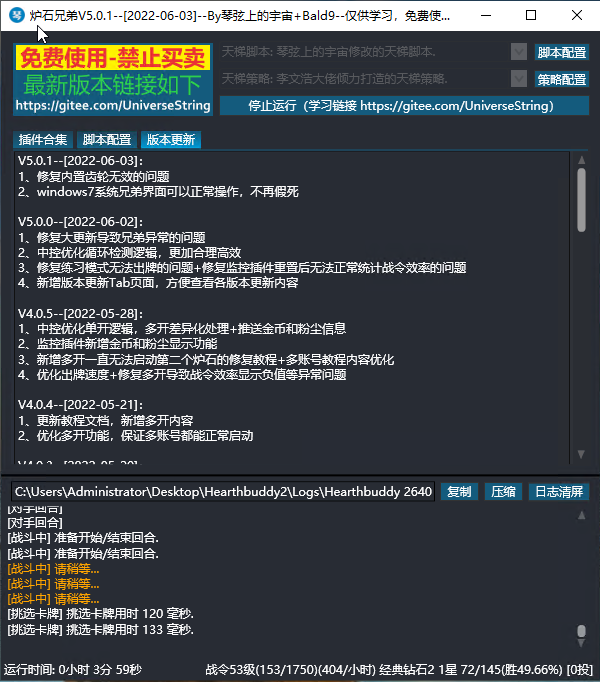 炉石兄弟V5.0.1--[2022-06-03]--By琴弦上的宇宙+Bald9--仅供学习，免费使...
免费使用-禁止买卖
最新版本链接如下
https://gitee.com/UniverseString
天梯脚本: 琴弦上的宇宙修改的天梯脚本.
脚本配置
天梯策略: 李文浩大佬倾力打造的天梯策略.
策略配置
停止运行（学习链接 https://gitee.com/UniverseString）
插件合集 脚本配置 版本更新
V5.0.1--[2022-06-03]：
1、修复内置齿轮无效的问题
2、windows7系统兄弟界面可以正常操作，不再假死
V5.0.0--[2022-06-02]：
1、修复大更新导致兄弟异常的问题
2、中控优化循环检测逻辑，更加合理高效
3、修复练习模式无法出牌的问题+修复监控插件重置后无法正常统计战令效率的问题
4、新增版本更新Tab页面，方便查看各版本更新内容
V4.0.5--[2022-05-28]：
1、中控优化单开逻辑，多开差异化处理+推送金币和粉尘信息
2、监控插件新增金币和粉尘显示功能
3、新增多开一直无法启动第二个炉石的修复教程+多账号教程内容优化
4、优化出牌速度+修复多开导致战令效率显示负值等异常问题
V4.0.4--[2022-05-21]：
1、更新教程文档，新增多开内容
2、优化多开功能，保证多账号都能正常启动
C:\Users\Administrator\Desktop\Hearthbuddy2\Logs\Hearthbuddy 2640
复制 压缩 日志清屏
[对手回合]
[对手回合]
[战斗中] 准备开始/结束回合.
[战斗中] 准备开始/结束回合.
[战斗中] 请稍等...
[战斗中] 请稍等...
[战斗中] 请稍等...
[挑选卡牌] 挑选卡牌用时 120 毫秒.
[挑选卡牌] 挑选卡牌用时 133 毫秒.
运行时间: 0小时 3分 59秒
战令53级(153/1750)(404/小时) 经典钻石2 1星 72/145(胜49.66%) [0投]